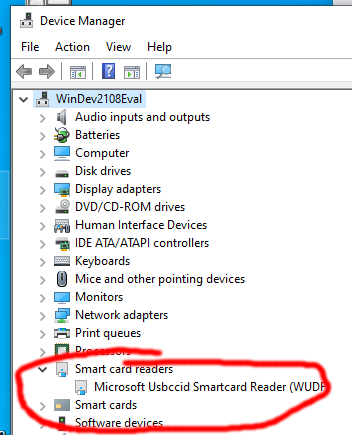 Device Manager
File Action View Help
WinDev2108Eval
Audio inputs and outputs
Batteries
Computer
Disk drives
Display adapters
DVD/CD-ROM drives
Human Interface Devices
IDE ATA/ATAPI controllers
Keyboards
Mice and other pointing devices
Monitors
Network adapters
Print queues
Processors
Smart card readers
Microsoft Usbccid Smartcard Reader (WUDF
Smart cards
Software devices